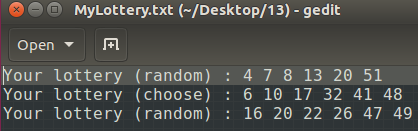 MyLottery.txt (~/Desktop/13) - gedit
Open
Your lottery (random) : 4 7 8 13 20 51
Your lottery (choose) : 6 10 17 32 41 48
Your lottery (random) : 16 20 22 26 47 49